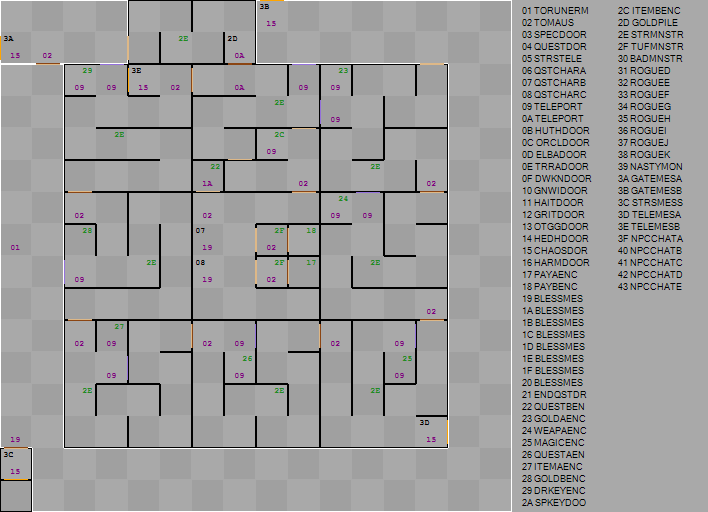 3B
15
3A 2E 2D
15 02 0A
29 3E 23
09 09 15 02 0A 09 09
2E
09
2E 2C
09
22 2E
1A 02 02
24
02 02 09 09
28 07 2F 18
01 19 02
2E 08 2F 17 2E
09 19 02
02
27
02 09 02 09 02 09
26 25
09 09 09
2E 2E 2E
3D
19 15
3C
15
01 TORUNERM 2C ITEMBENC
02 TOMAUS 2D GOLDPILE
03 SPECDOOR 2E STRMNSTR
04 QUESTDOR 2F TUFMNSTR
05 STRSTELE 30 BADMNSTR
06 QSTCHARA 31 ROGUED
07 QSTCHARB 32 ROGUEE
08 QSTCHARC 33 ROGUEF
09 TELEPORT 34 ROGUEG
0A TELEPORT 35 ROGUEH
0B HUTHDOOR 36 ROGUEI
0C ORCLDOOR 37 ROGUEJ
0D ELBADOOR 38 ROGUEK
0E TRRADOOR 39 NASTYMON
0F DWKNDOOR 3A GATEMESA
10 GNWIDOOR 3B GATEMESB
11 HAITDOOR 3C STRSMESS
12 GRITDOOR 3D TELEMESA
13 OTGGDOOR 3E TELEMESB
14 HEDHDOOR 3F NPCCHATA
15 CHAOSDOR 40 NPCCHATB
16 HARMDOOR 41 NPCCHATC
17 PAYAENC 42 NPCCHATD
18 PAYBENC 43 NPCCHATE
19 BLESSMES
1A BLESSMES
1B BLESSMES
1C BLESSMES
1D BLESSMES
1E BLESSMES
1F BLESSMES
20 BLESSMES
21 ENDQSTDR
22 QUESTBEN
23 GOLDAENC
24 WEAPAENC
25 MAGICENC
26 QUESTAEN
27 ITEMAENC
28 GOLDBENC
29 DRKEYENC
2A SPKEYDOO